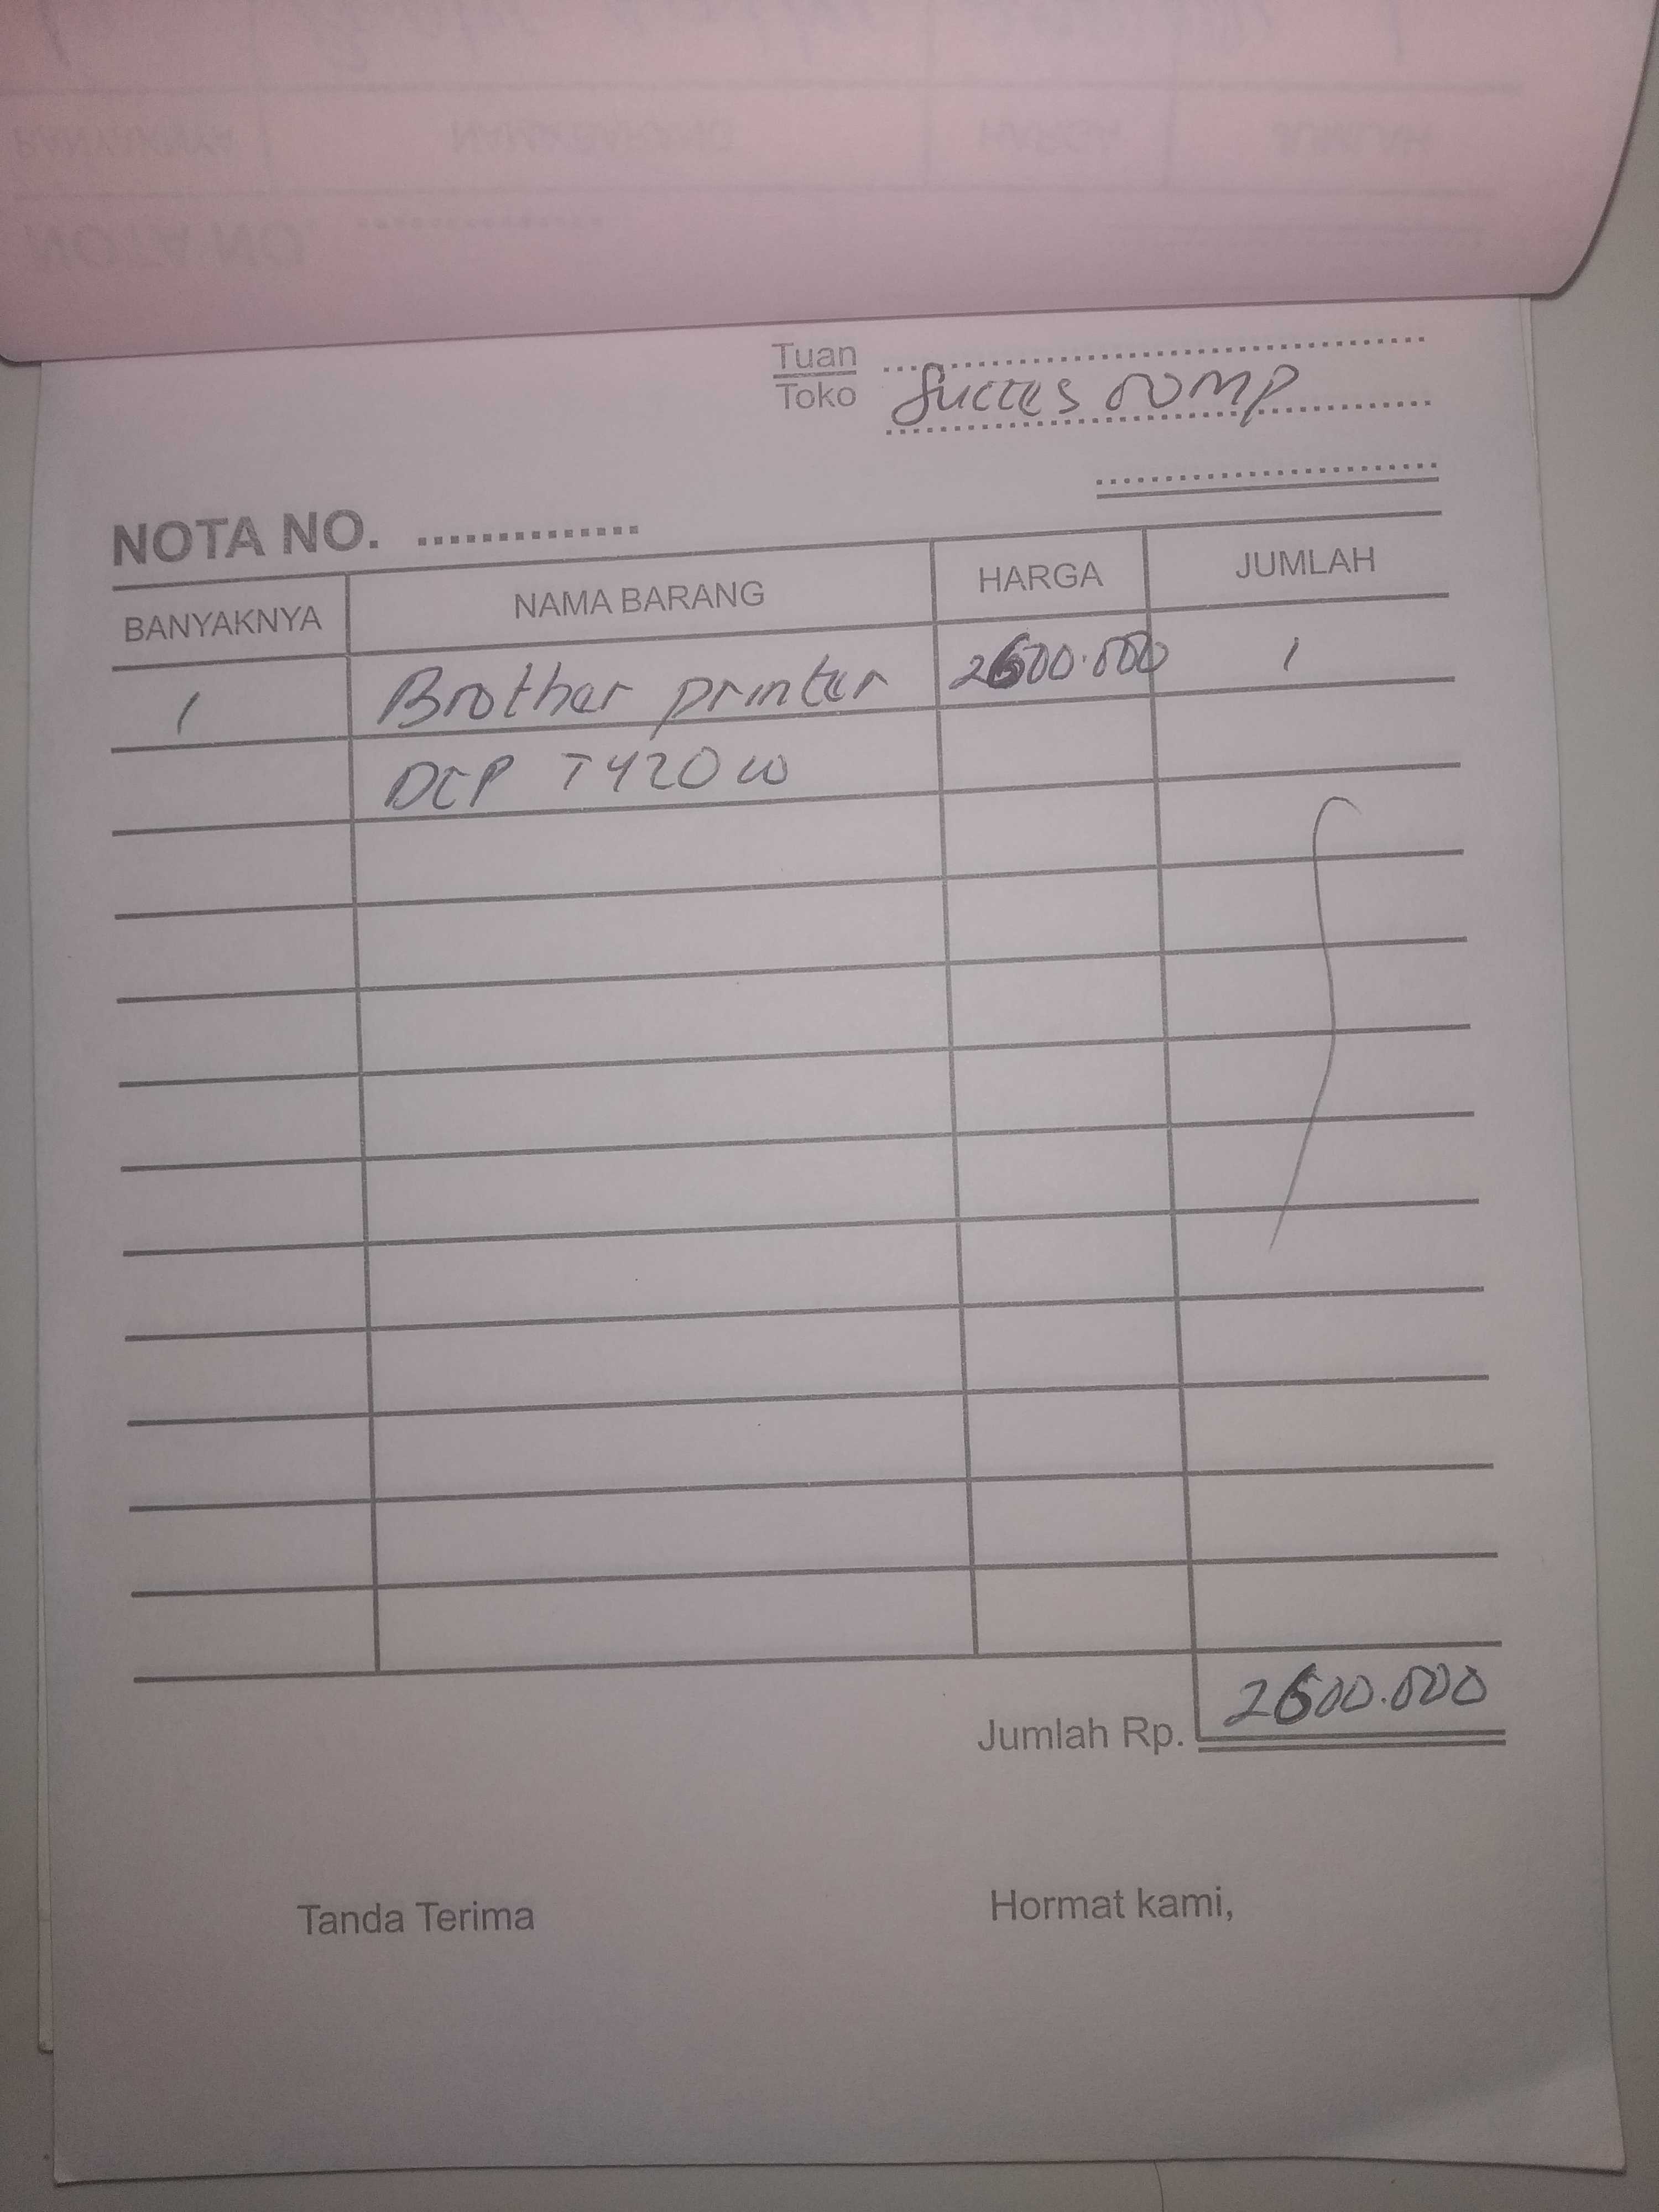 Tuan
Toko Succes comp
NOTA NO. ..............
BANYAKNYA NAMA BARANG HARGA JUMLAH
1 Brother printer 2600.000 1
DCP T420W
Jumlah Rp. 2600.000
Tanda Terima Hormat kami,